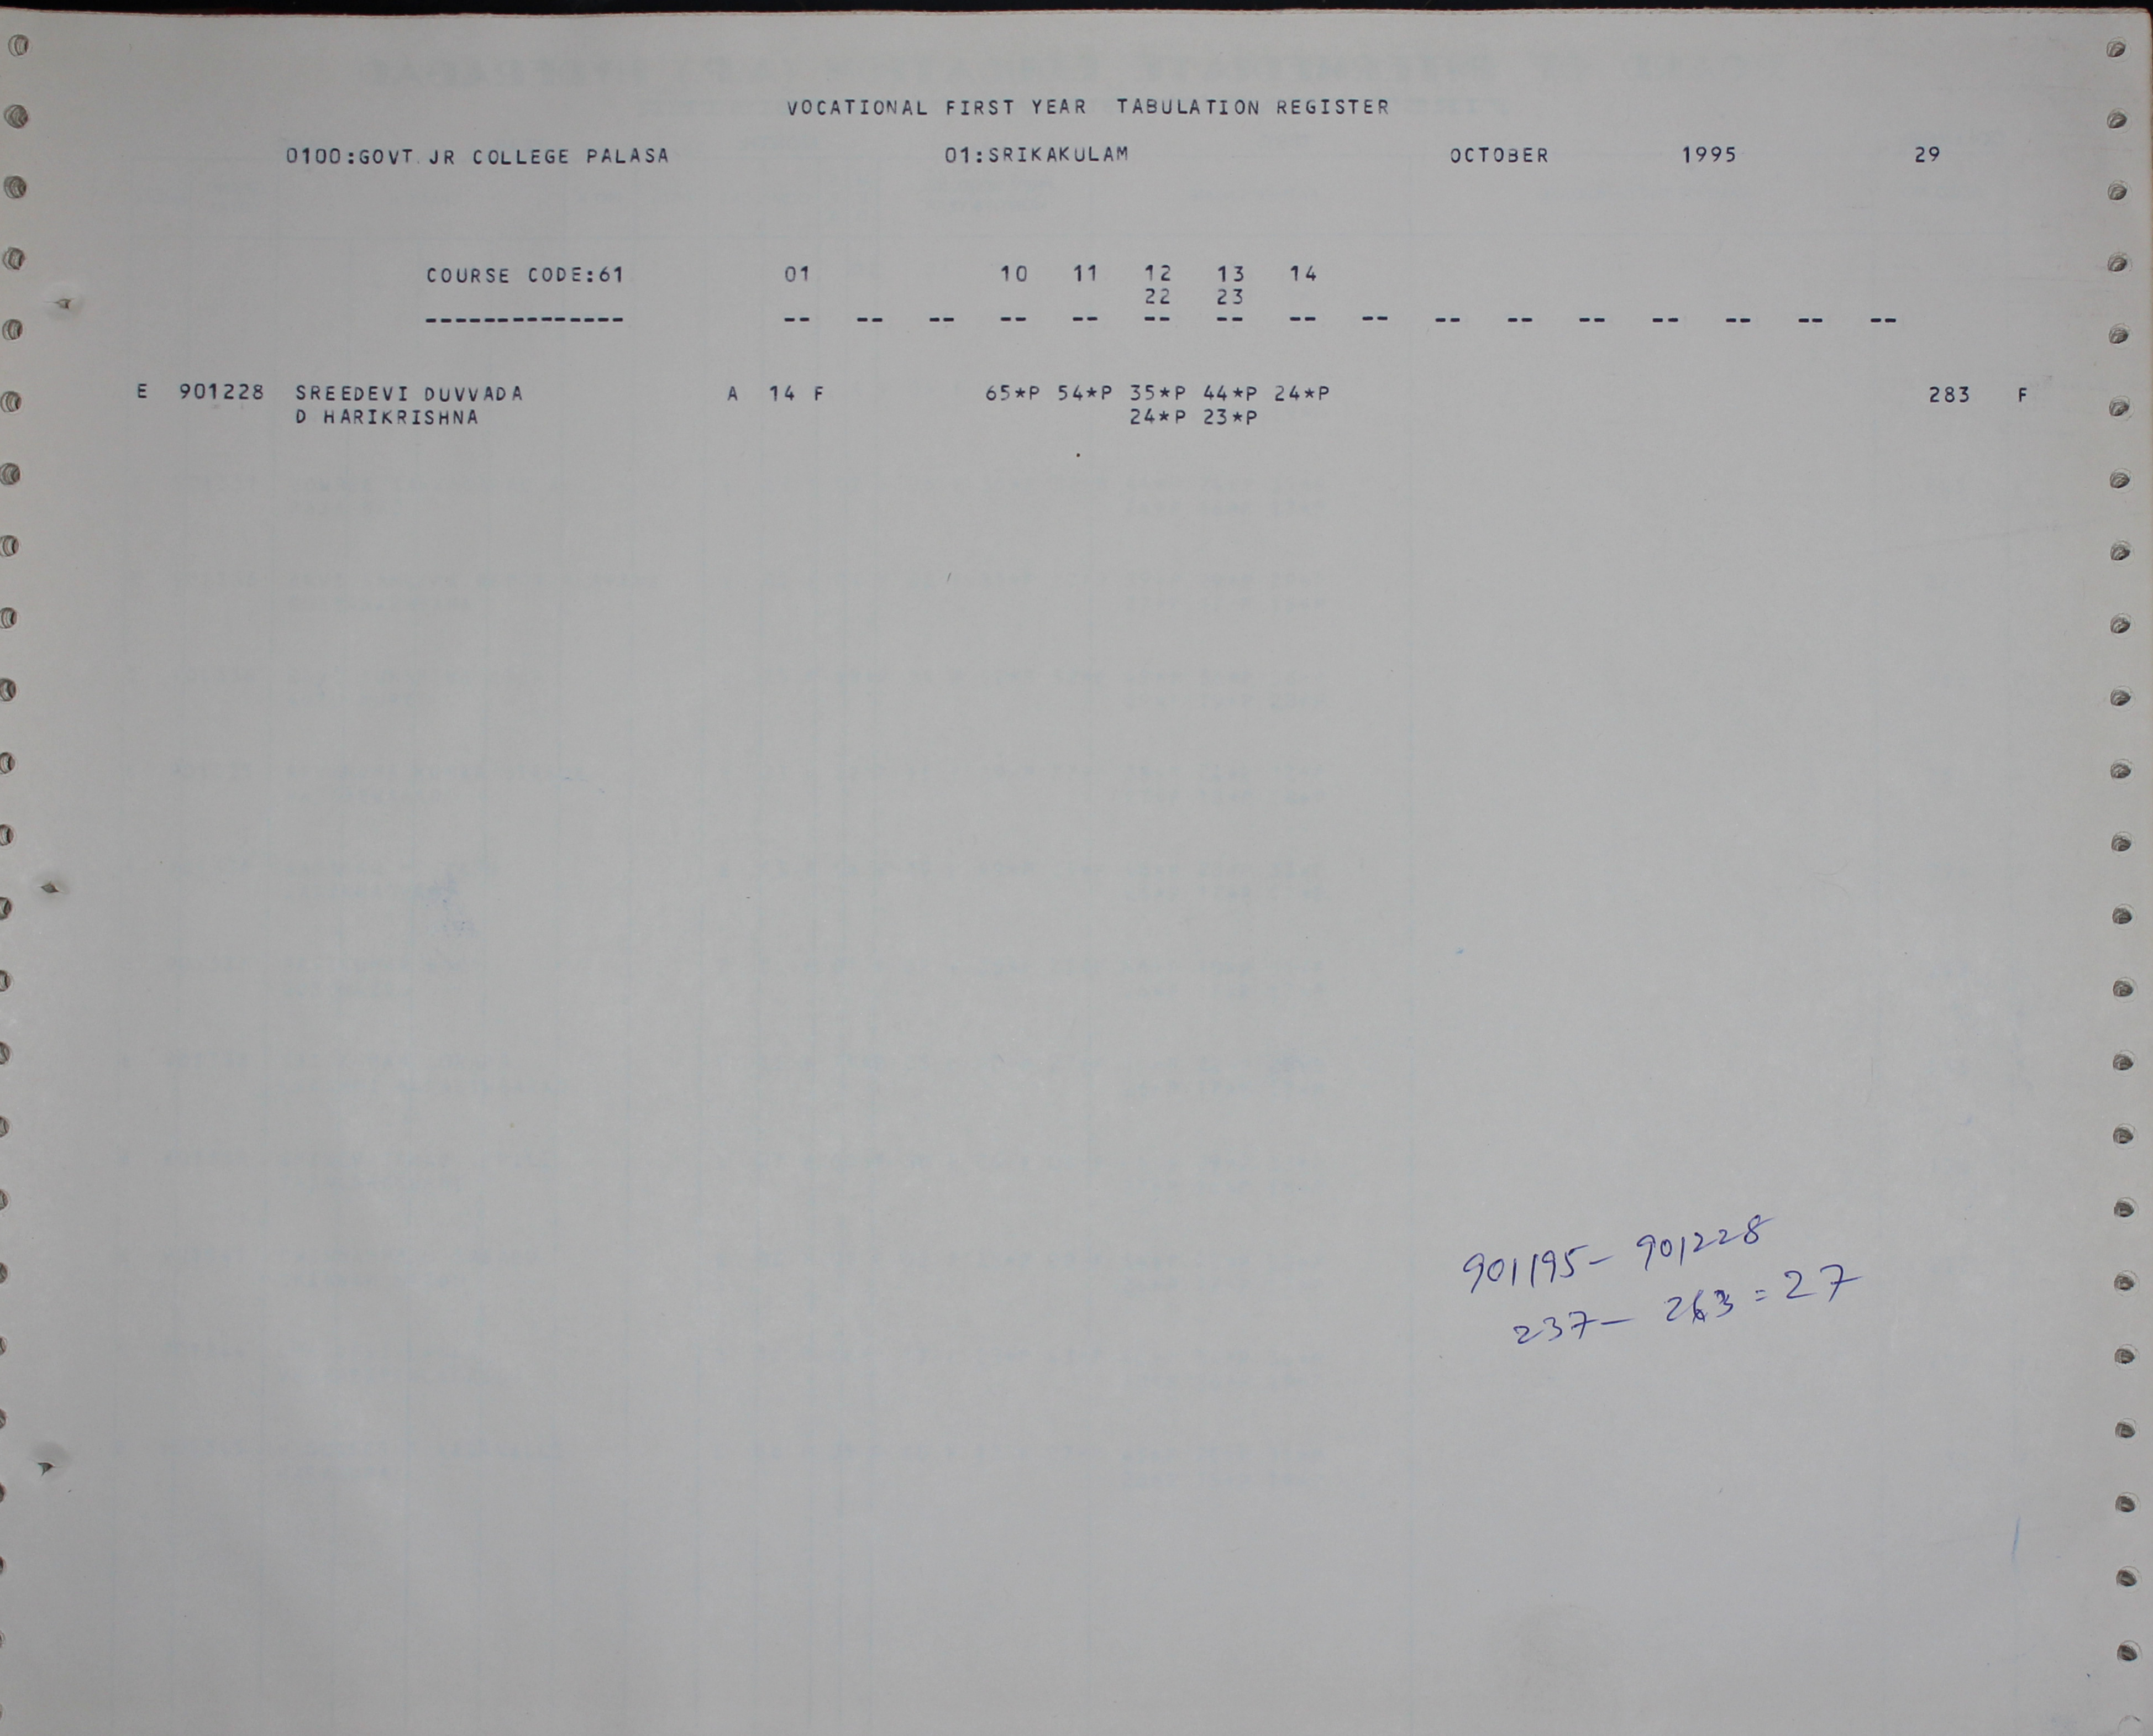 VOCATIONAL FIRST YEAR TABULATION REGISTER
0100:GOVT JR COLLEGE PALASA 01:SRIKAKULAM OCTOBER 1995 29
COURSE CODE:61 01 10 11 12 13 14
22 23
-------------- -- -- -- -- -- -- -- -- -- -- -- -- -- -- -- --
E 901228 SREEDEVI DUVVADA A 14 F 65*P 54*P 35*P 44*P 24*P 283 F
D HARIKRISHNA 24*P 23*P
901195- 901228
237- 263 = 27